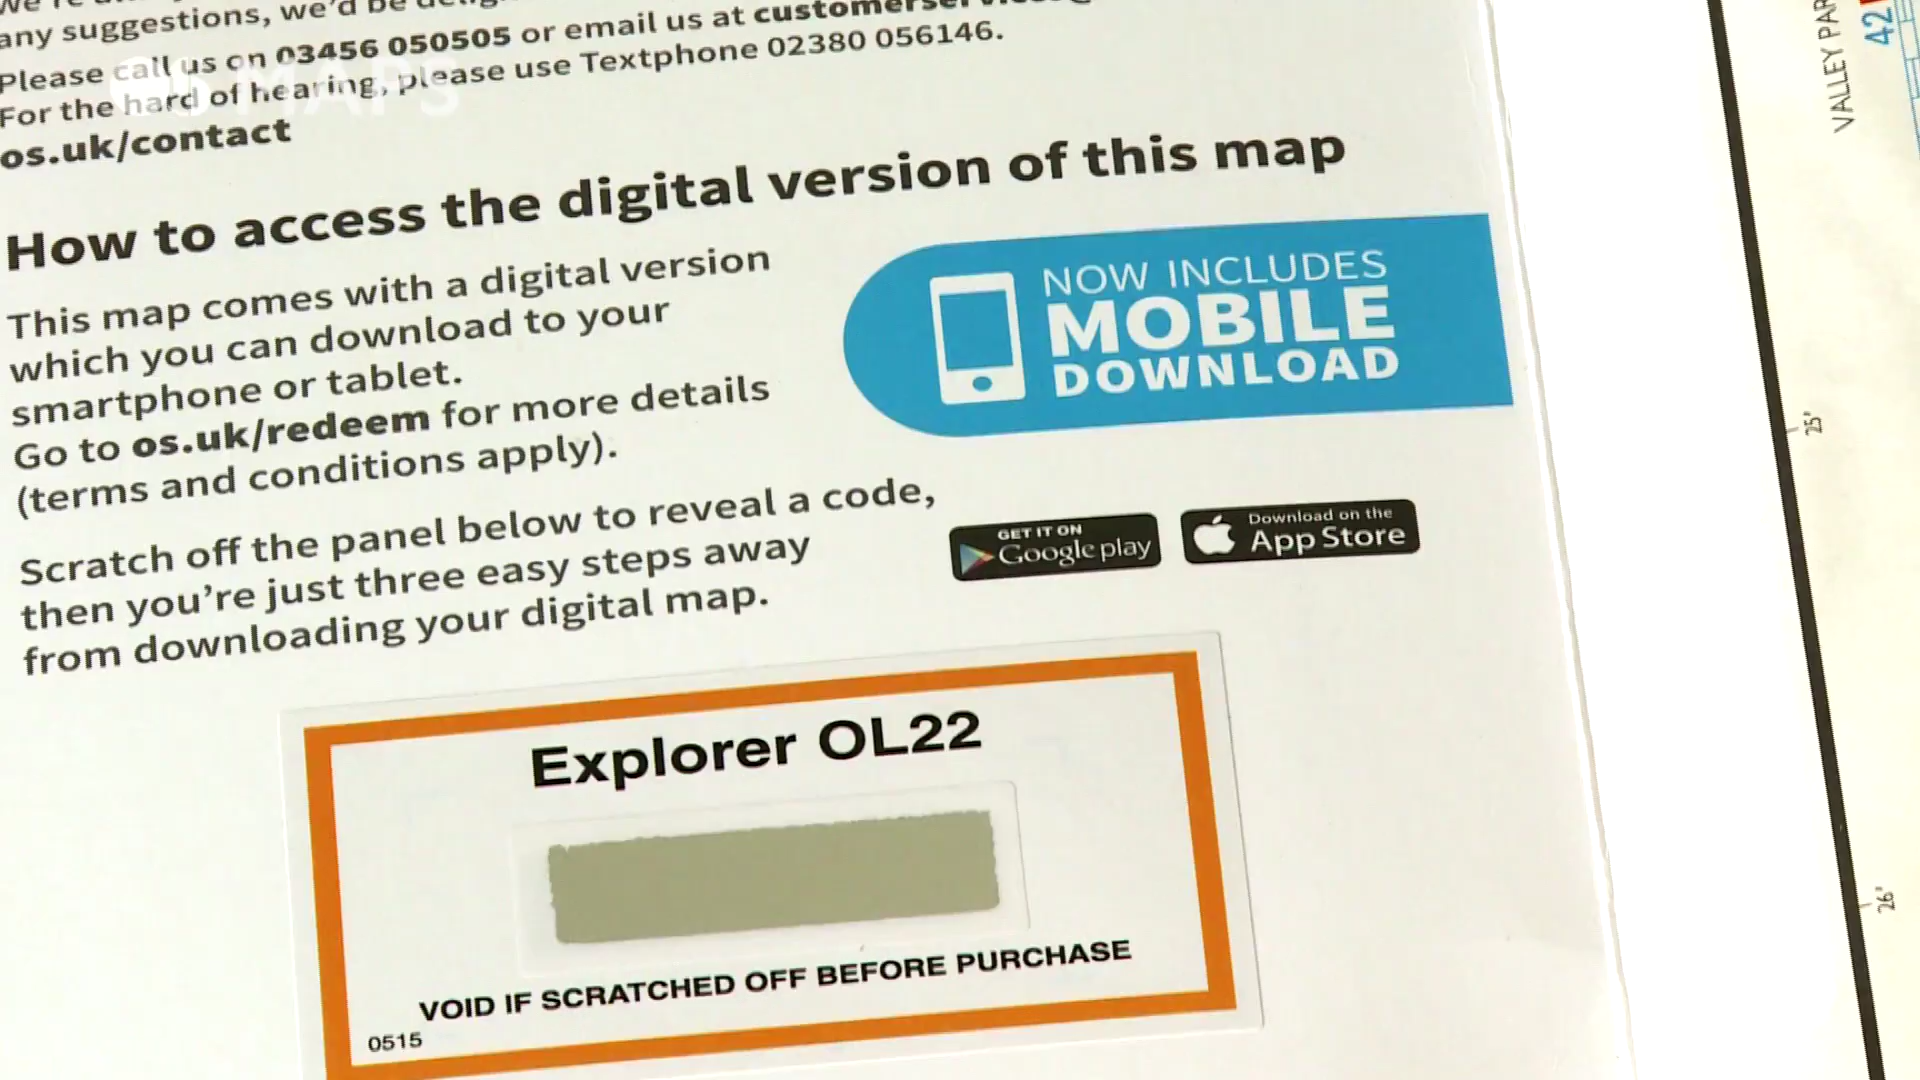 any suggestions, we'd be
Please call us on 03456 050505 or email us at
For the hard of hearing, please use Textphone 02380 056146.
os.uk/contact
OS MAPS
How to access the digital version of this map
This map comes with a digital version
which you can download to your
smartphone or tablet.
Go to os.uk/redeem for more details
(terms and conditions apply).
NOW INCLUDES
MOBILE
DOWNLOAD
Scratch off the panel below to reveal a code,
then you're just three easy steps away
from downloading your digital map.
GET IT ON
Google play
Download on the
App Store
Explorer OL22
VOID IF SCRATCHED OFF BEFORE PURCHASE
0515
VALLEY
42
25'
26'